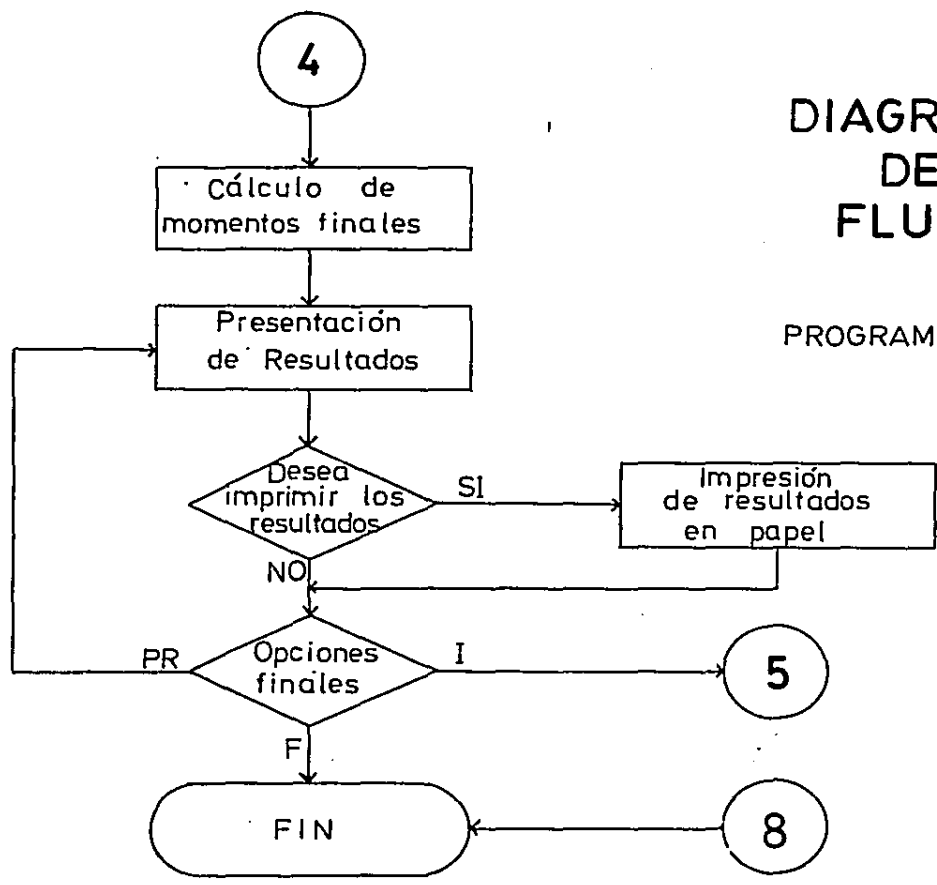 4
DIAGR
DE
FLU
PROGRAM
Cálculo de
momentos finales
Presentación
de Resultados
Desea
imprimir los
resultados
SI
Impresión
de resultados
en papel
NO
PR
Opciones
finales
I
5
F
FIN
8